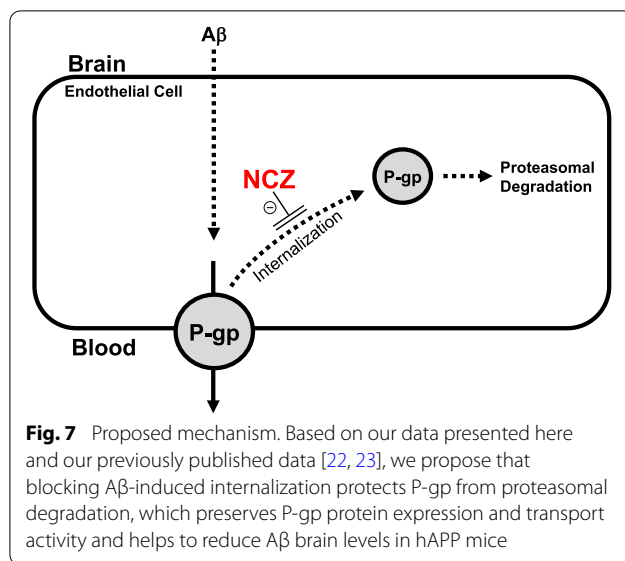 Aβ
Brain
Endothelial Cell
NCZ
⊖
Internalization
P-gp
Proteasomal
Degradation
P-gp
Blood
Fig. 7 Proposed mechanism. Based on our data presented here
and our previously published data [22, 23], we propose that
blocking Aβ-induced internalization protects P-gp from proteasomal
degradation, which preserves P-gp protein expression and transport
activity and helps to reduce Aβ brain levels in hAPP mice